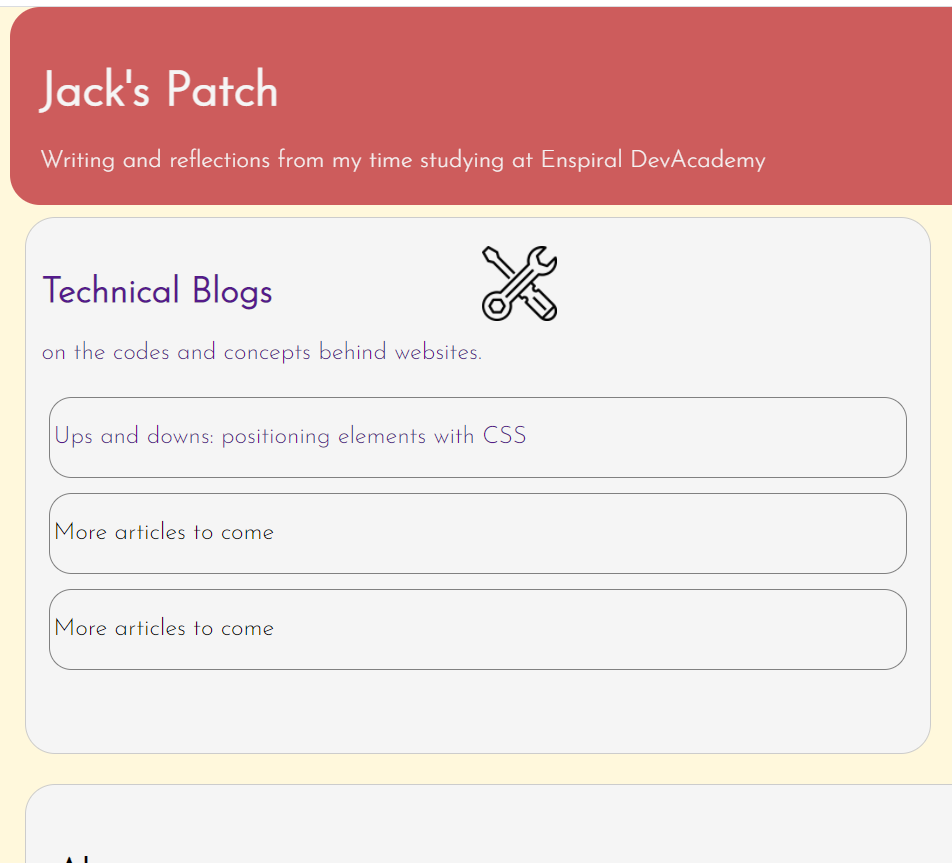 Jack's Patch
Writing and reflections from my time studying at Enspiral DevAcademy
Technical Blogs
on the codes and concepts behind websites.
Ups and downs: positioning elements with CSS
More articles to come
More articles to come